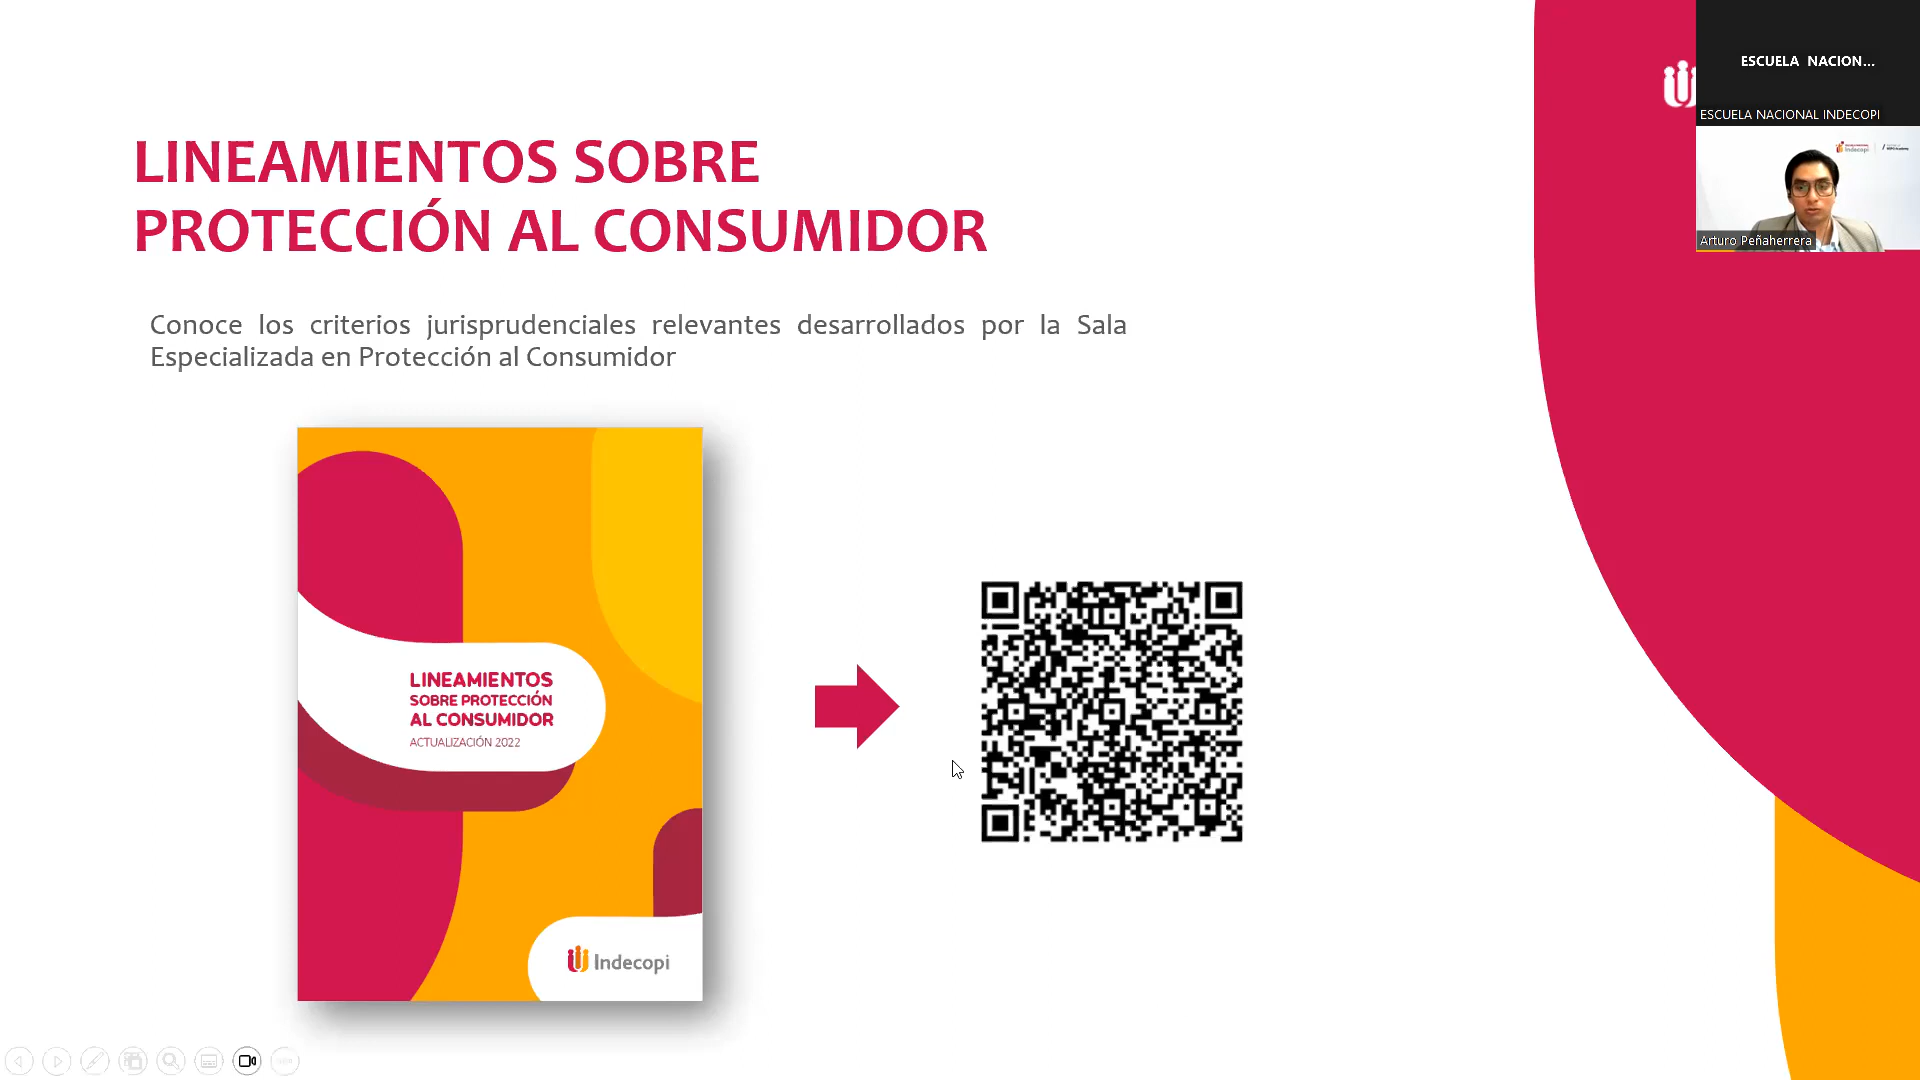 LINEAMIENTOS SOBRE
PROTECCIÓN AL CONSUMIDOR
Conoce los criterios jurisprudenciales relevantes desarrollados por la Sala
Especializada en Protección al Consumidor
LINEAMIENTOS
SOBRE PROTECCIÓN
AL CONSUMIDOR
ACTUALIZACIÓN 2022
Indecopi
ESCUELA NACION...
ESCUELA NACIONAL INDECOPI
Indecopi
Arturo Peñaherrera